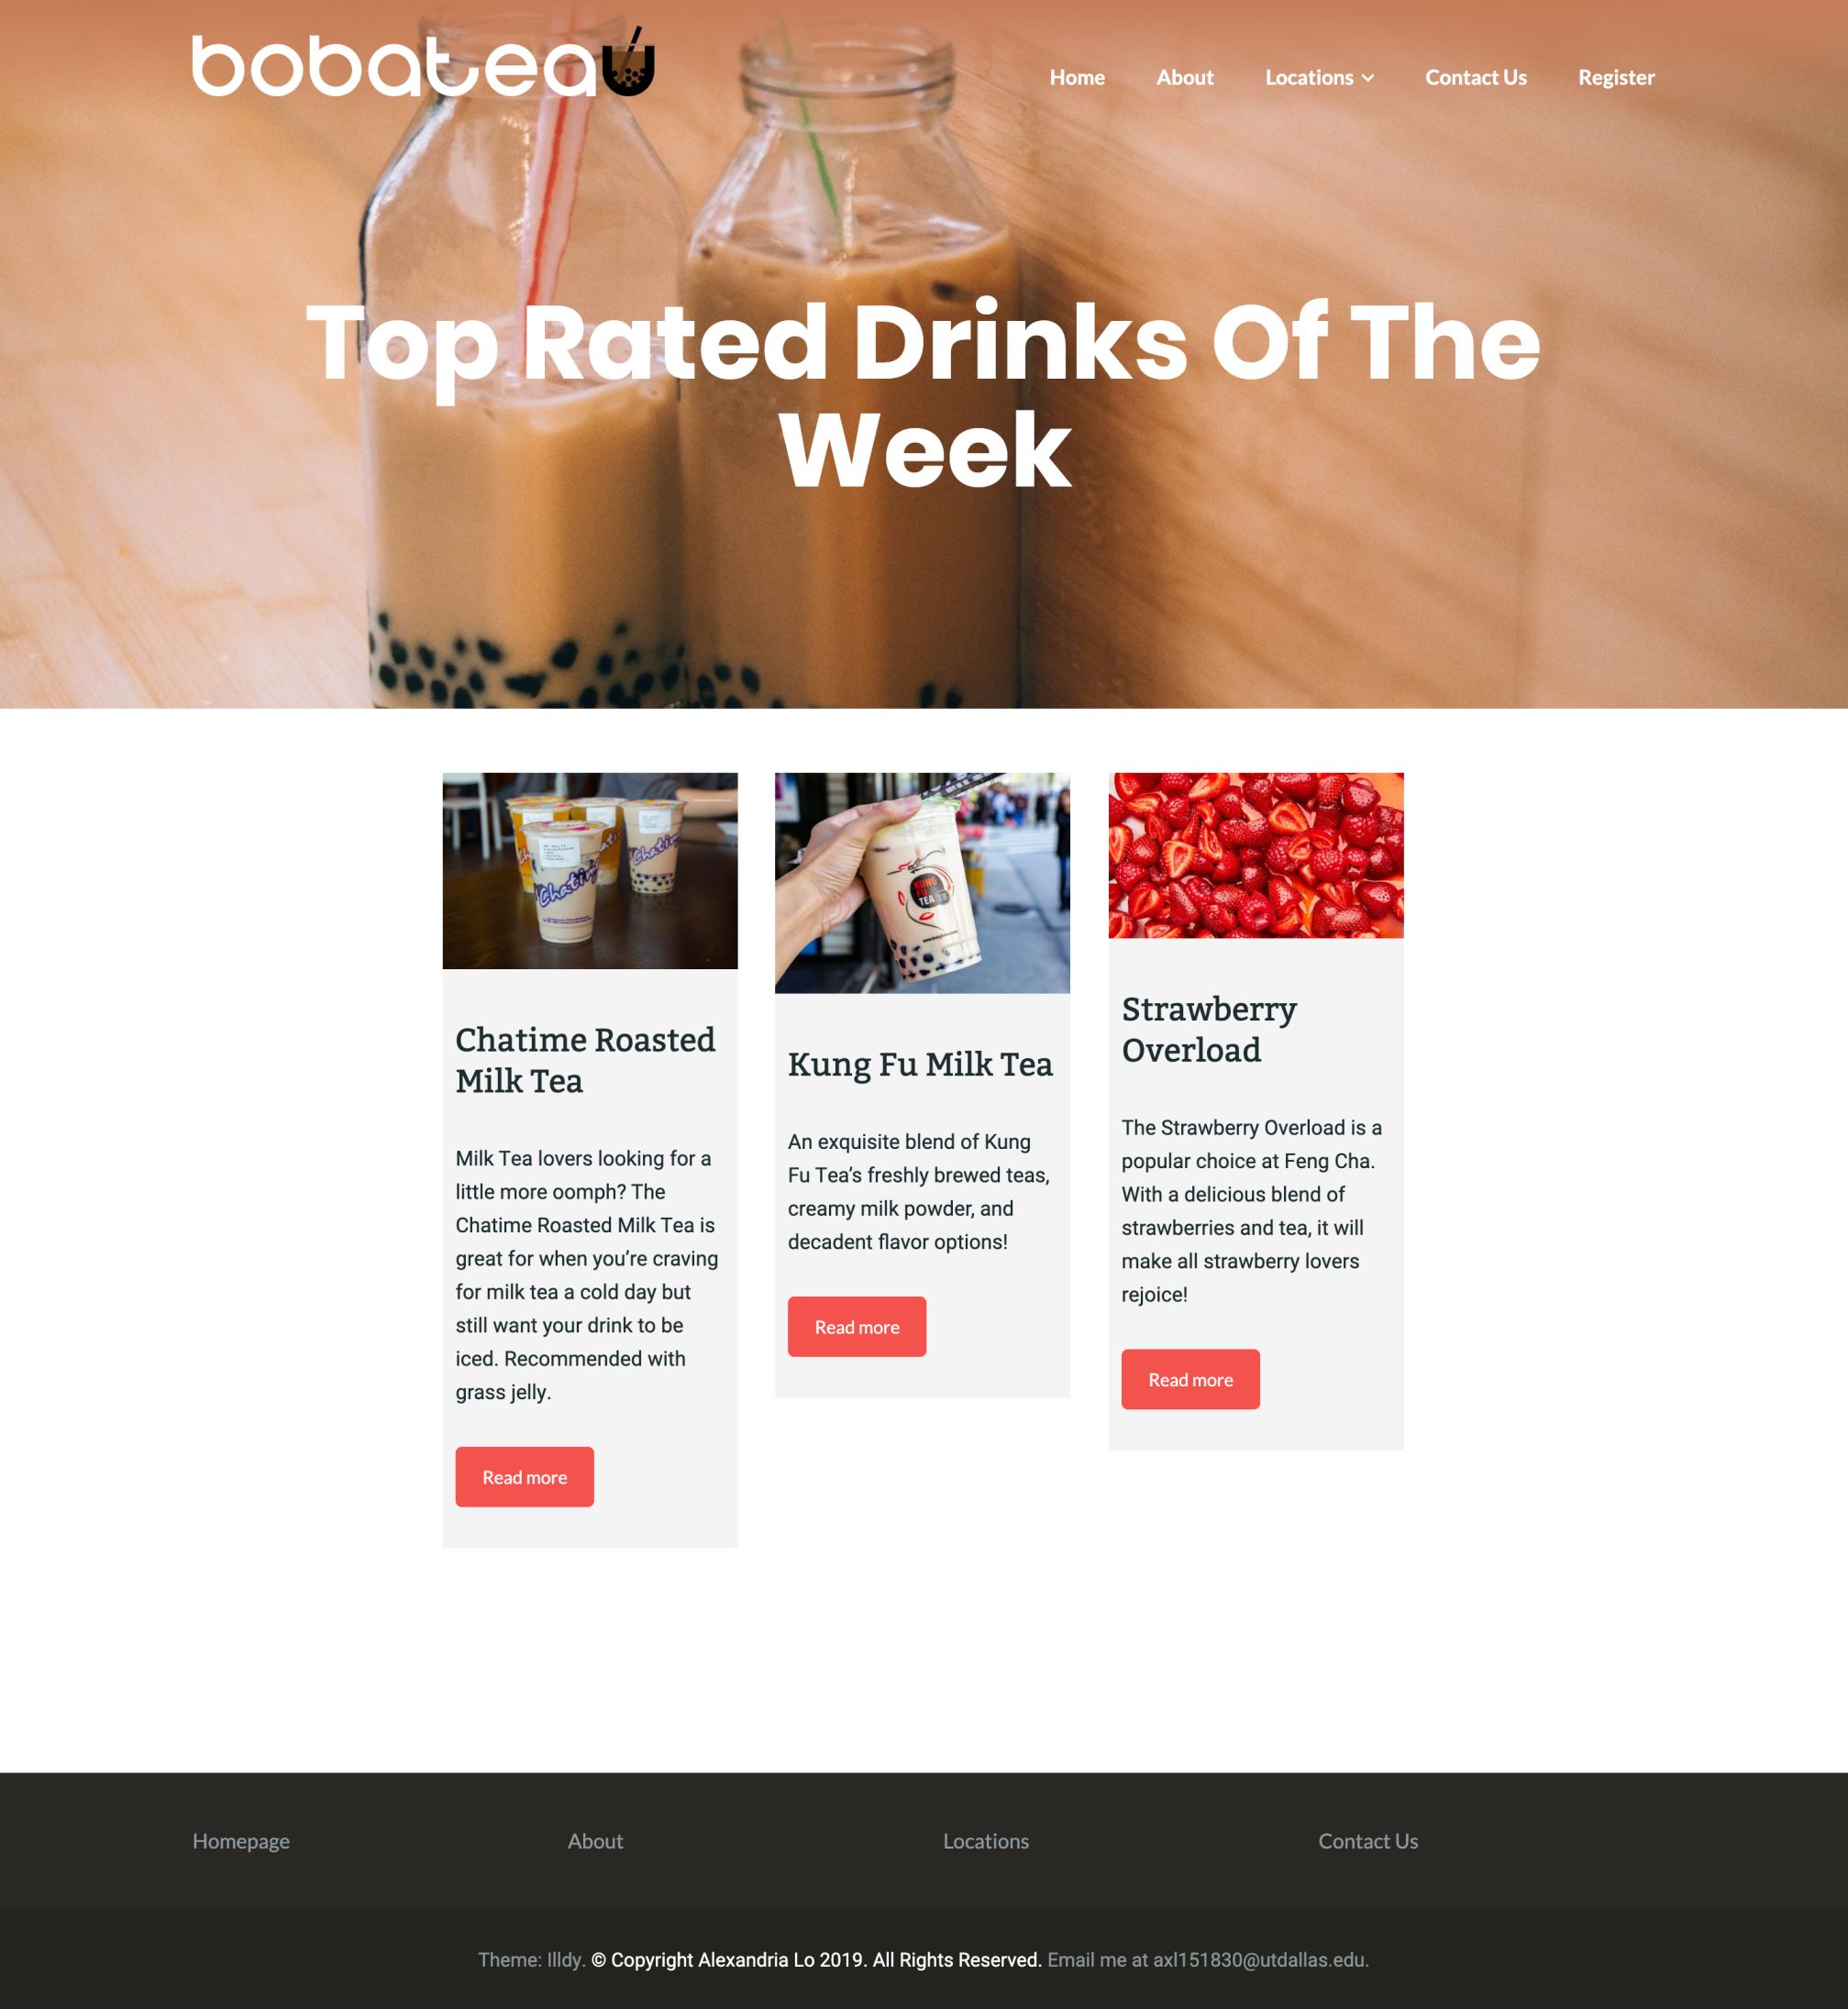 bobatea
Home About Locations Contact Us Register
Top Rated Drinks Of The
Week
Chatime
Chatime
KUNG
FU
TEA
Chatime Roasted
Milk Tea
Milk Tea lovers looking for a
little more oomph? The
Chatime Roasted Milk Tea is
great for when you’re craving
for milk tea a cold day but
still want your drink to be
iced. Recommended with
grass jelly.
Read more
Kung Fu Milk Tea
An exquisite blend of Kung
Fu Tea’s freshly brewed teas,
creamy milk powder, and
decadent flavor options!
Read more
Strawberry
Overload
The Strawberry Overload is a
popular choice at Feng Cha.
With a delicious blend of
strawberries and tea, it will
make all strawberry lovers
rejoice!
Read more
Homepage About Locations Contact Us
Theme: Illdy. © Copyright Alexandria Lo 2019. All Rights Reserved. Email me at axl151830@utdallas.edu.